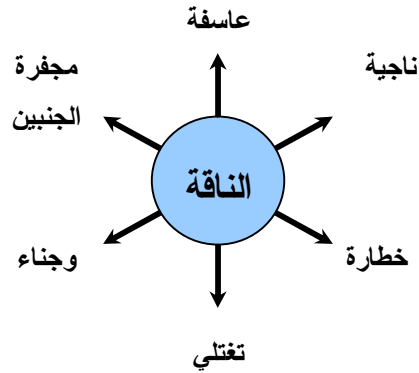 عاسفة
ناجية
مجفرة
الجنبين
الناقة
خطارة
وجناء
تغتلي